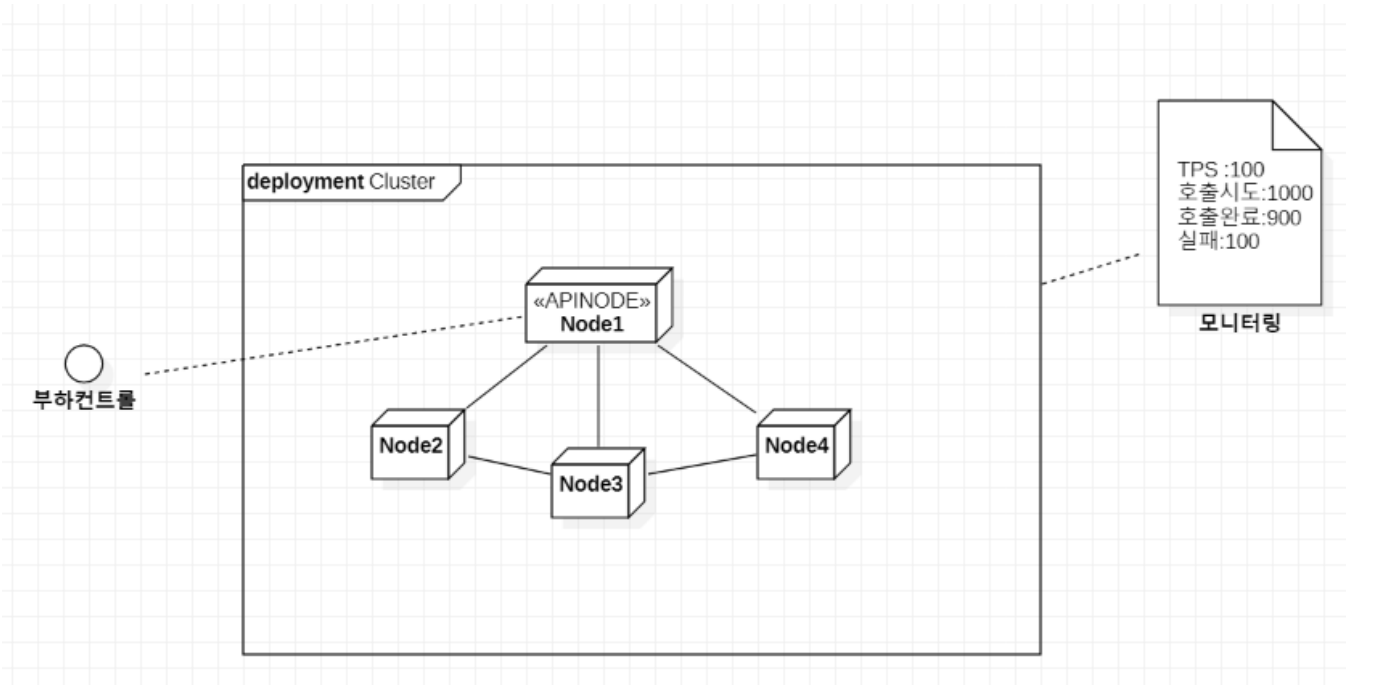 deployment Cluster
TPS :100
호출시도:1000
호출완료:900
실패:100
모니터링
«APINODE»
Node1
부하컨트롤
Node2
Node4
Node3